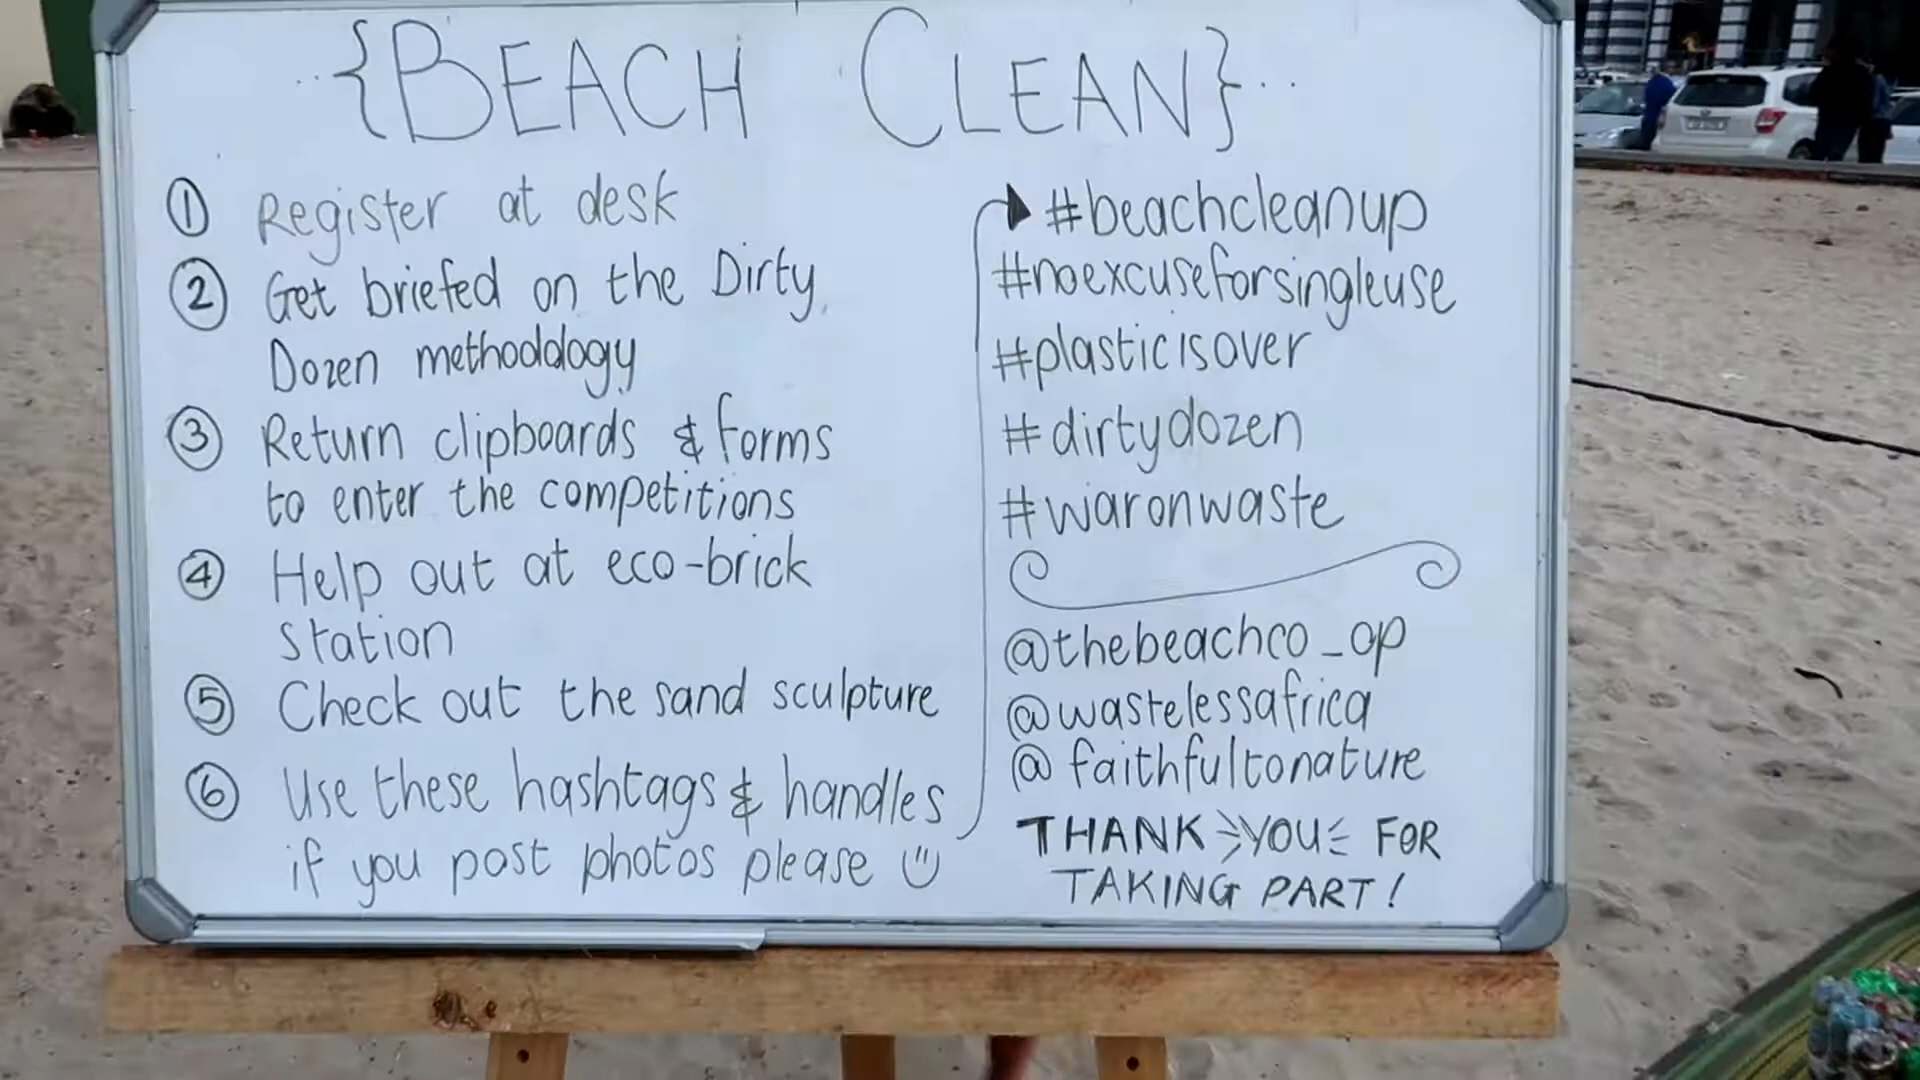 {BEACH CLEAN}
① Register at desk
② Get briefed on the Dirty
Dozen methodology
③ Return clipboards & forms
to enter the competitions
④ Help out at eco-brick
station
⑤ Check out the sand sculpture
⑥ Use these hashtags & handles
if you post photos please
#beachcleanup
#noexcuseforsingleuse
#plasticisover
#dirtydozen
#waronwaste
@thebeachco_op
@wastelessafrica
@faithfultonature
THANK YOU FOR
TAKING PART!